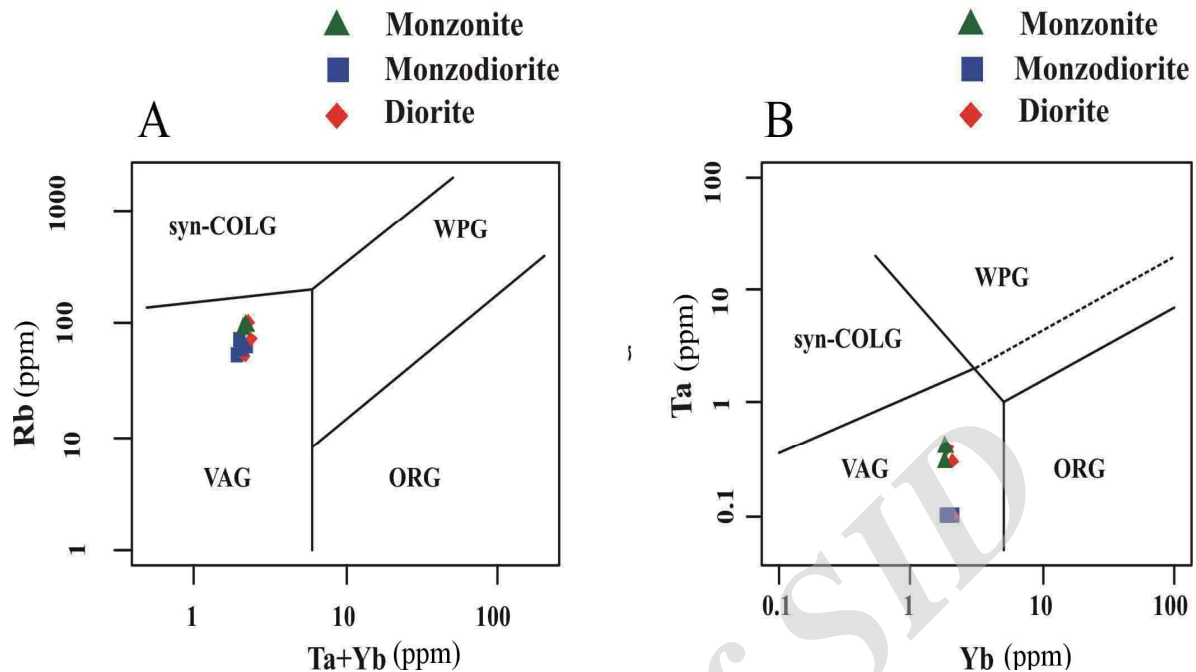 Monzonite
Monzodiorite
Diorite
A
1000
100
10
1
Rb (ppm)
syn-COLG
WPG
VAG
ORG
1
10
100
Ta+Yb (ppm)
Monzonite
Monzodiorite
Diorite
B
100
10
1
0.1
Ta (ppm)
WPG
syn-COLG
VAG
ORG
0.1
1
10
100
Yb (ppm)
f SID